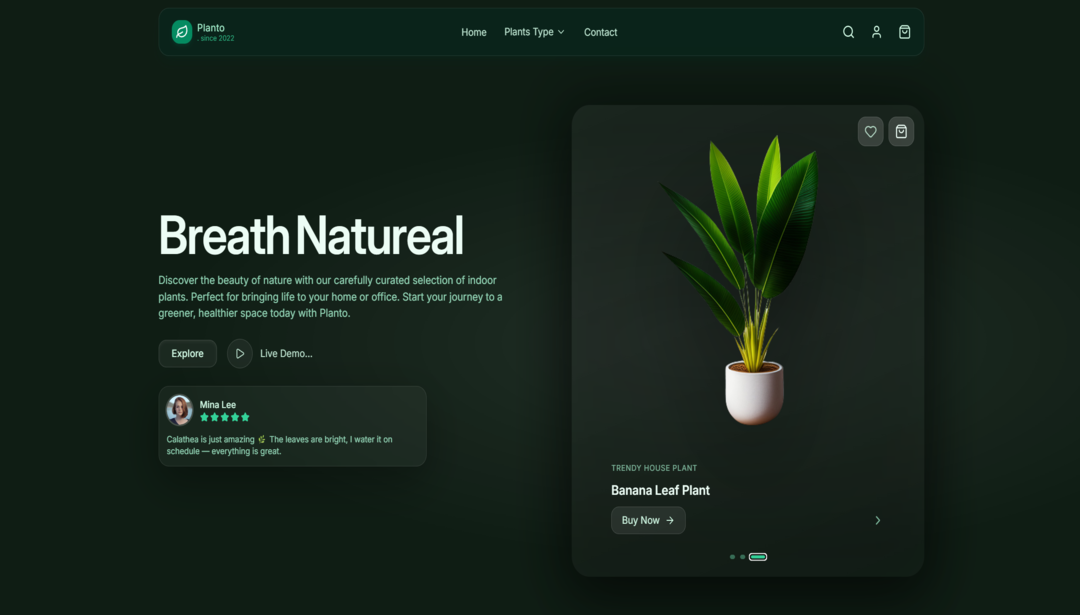 Planto
. since 2022
Home
Plants Type
Contact
Breath Natureal
Discover the beauty of nature with our carefully curated selection of indoor
plants. Perfect for bringing life to your home or office. Start your journey to a
greener, healthier space today with Planto.
Explore
Live Demo...
Mina Lee
Calathea is just amazing 🌿 The leaves are bright, I water it on
schedule — everything is great.
TRENDY HOUSE PLANT
Banana Leaf Plant
Buy Now →